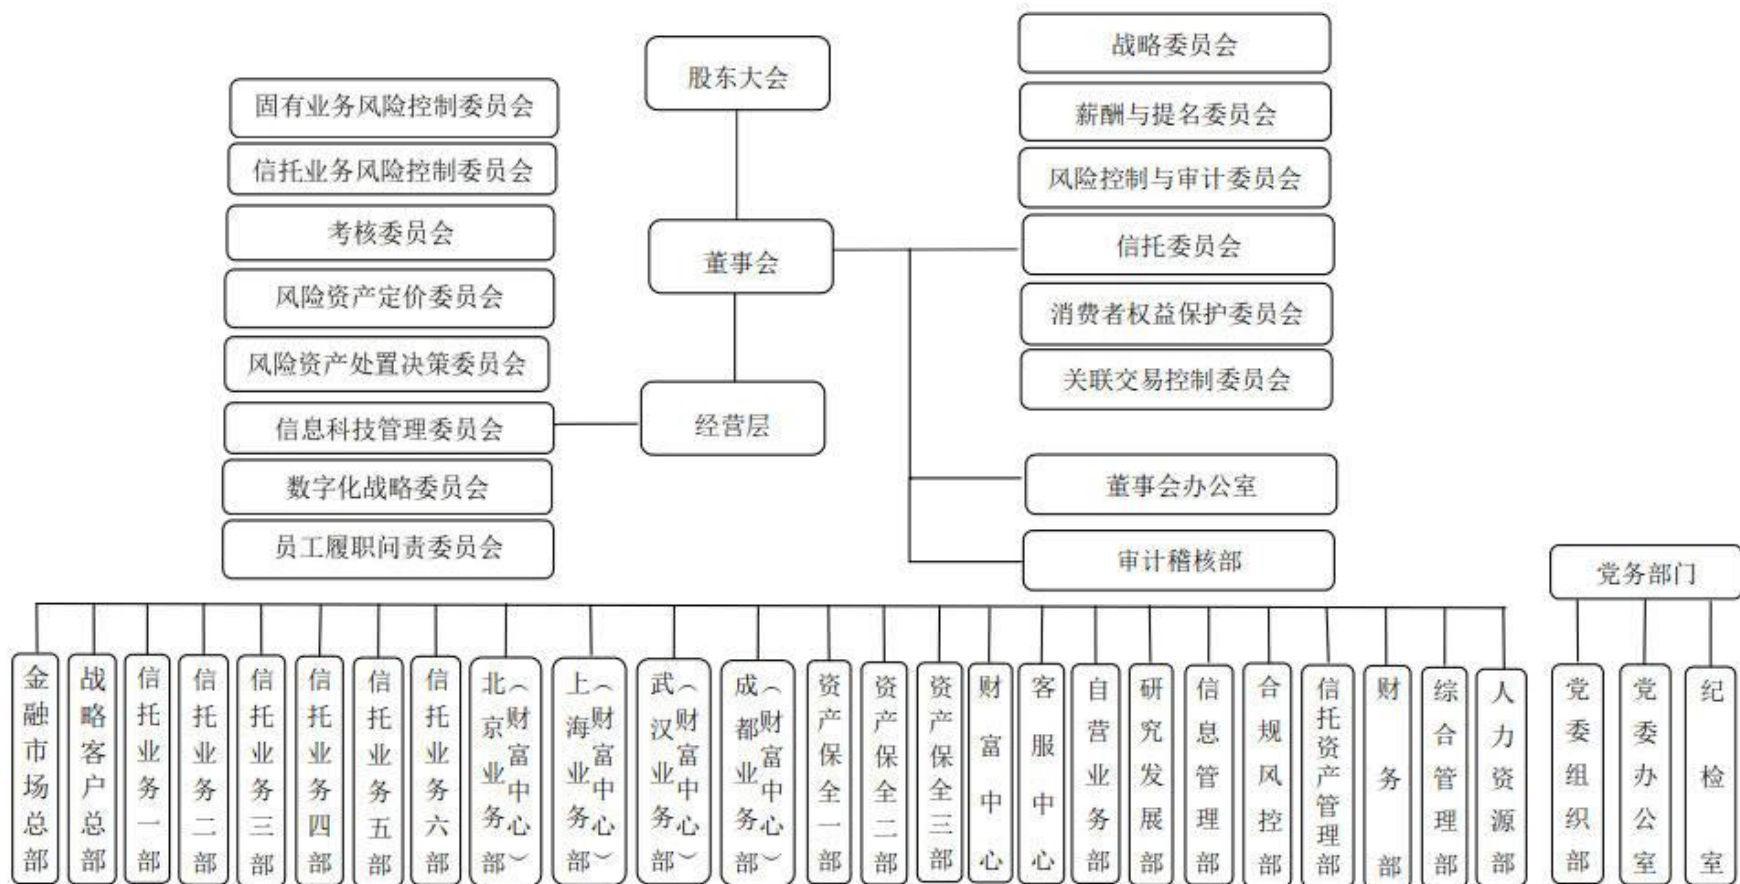 股东大会
董事会
经营层
固有业务风险控制委员会
信托业务风险控制委员会
考核委员会
风险资产定价委员会
风险资产处置决策委员会
信息科技管理委员会
数字化战略委员会
员工履职问责委员会
战略委员会
薪酬与提名委员会
风险控制与审计委员会
信托委员会
消费者权益保护委员会
关联交易控制委员会
董事会办公室
审计稽核部
党务部门
金融市场总部
战略客户总部
信托业务一部
信托业务二部
信托业务三部
信托业务四部
信托业务五部
信托业务六部
北京业务部
（财富中心）
上海业务部
（财富中心）
武汉业务部
（财富中心）
成都业务部
（财富中心）
资产保全一部
资产保全二部
资产保全三部
财富中心
客服中心
自营业务部
研究发展部
信息管理部
合规风控部
信托资产管理部
财务部
综合管理部
人力资源部
党委组织部
党委办公室
纪检室